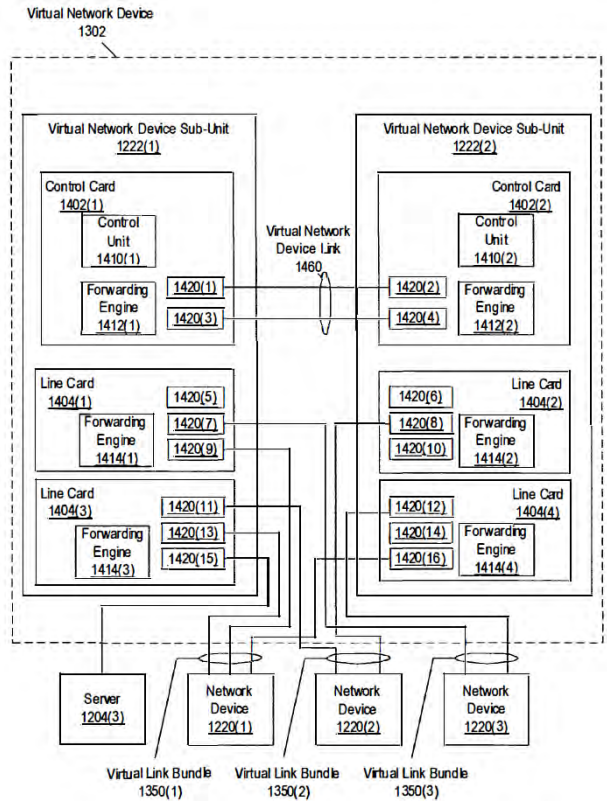 Virtual Network Device
1302
Virtual Network Device Sub-Unit
1222(1)
Control Card
1402(1)
Control
Unit
1410(1)
Forwarding
Engine
1412(1)
1420(1)
1420(3)
Line Card
1404(1)
Forwarding
Engine
1414(1)
1420(5)
1420(7)
1420(9)
Line Card
1404(3)
Forwarding
Engine
1414(3)
1420(11)
1420(13)
1420(15)
Virtual Network
Device Link
1460
Virtual Network Device Sub-Unit
1222(2)
Control Card
1402(2)
Control
Unit
1410(2)
1420(2)
1420(4)
Forwarding
Engine
1412(2)
Line Card
1404(2)
1420(6)
1420(8)
1420(10)
Forwarding
Engine
1414(2)
Line Card
1404(4)
1420(12)
1420(14)
1420(16)
Forwarding
Engine
1414(4)
Server
1204(3)
Network
Device
1220(1)
Network
Device
1220(2)
Network
Device
1220(3)
Virtual Link Bundle
1350(1)
Virtual Link Bundle
1350(2)
Virtual Link Bundle
1350(3)